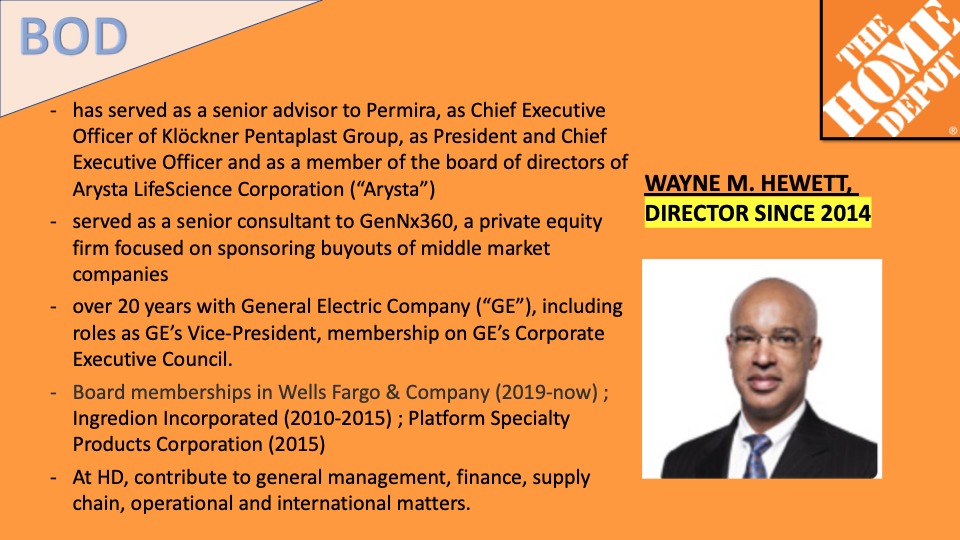 BOD
THE
HOME
DEPOT
®
- has served as a senior advisor to Permira, as Chief Executive
Officer of Klöckner Pentaplast Group, as President and Chief
Executive Officer and as a member of the board of directors of
Arysta LifeScience Corporation (“Arysta”)
- served as a senior consultant to GenNx360, a private equity
firm focused on sponsoring buyouts of middle market
companies
- over 20 years with General Electric Company (“GE”), including
roles as GE’s Vice-President, membership on GE’s Corporate
Executive Council.
- Board memberships in Wells Fargo & Company (2019-now) ;
Ingredion Incorporated (2010-2015) ; Platform Specialty
Products Corporation (2015)
- At HD, contribute to general management, finance, supply
chain, operational and international matters.
WAYNE M. HEWETT,
DIRECTOR SINCE 2014